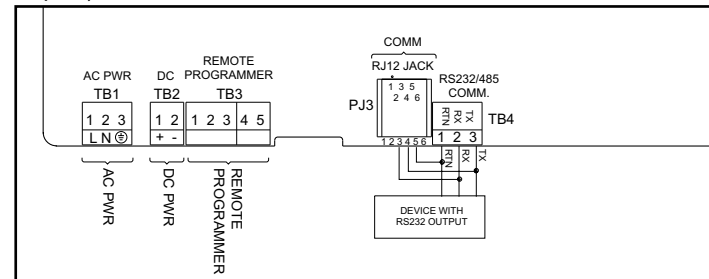 COMM
RJ12 JACK
REMOTE
PROGRAMMER
AC PWR
DC
RS232/485
COMM.
TB1
TB2
TB3
PJ3
TB4
1 3 5
2 4 6
RTN
RX
TX
1 2 3
1 2
1 2 3 4 5
1 2 3
L N
+ -
1 2 3 4 5 6
RTN
RX
TX
AC PWR
DC PWR
REMOTE
PROGRAMMER
DEVICE WITH
RS232 OUTPUT